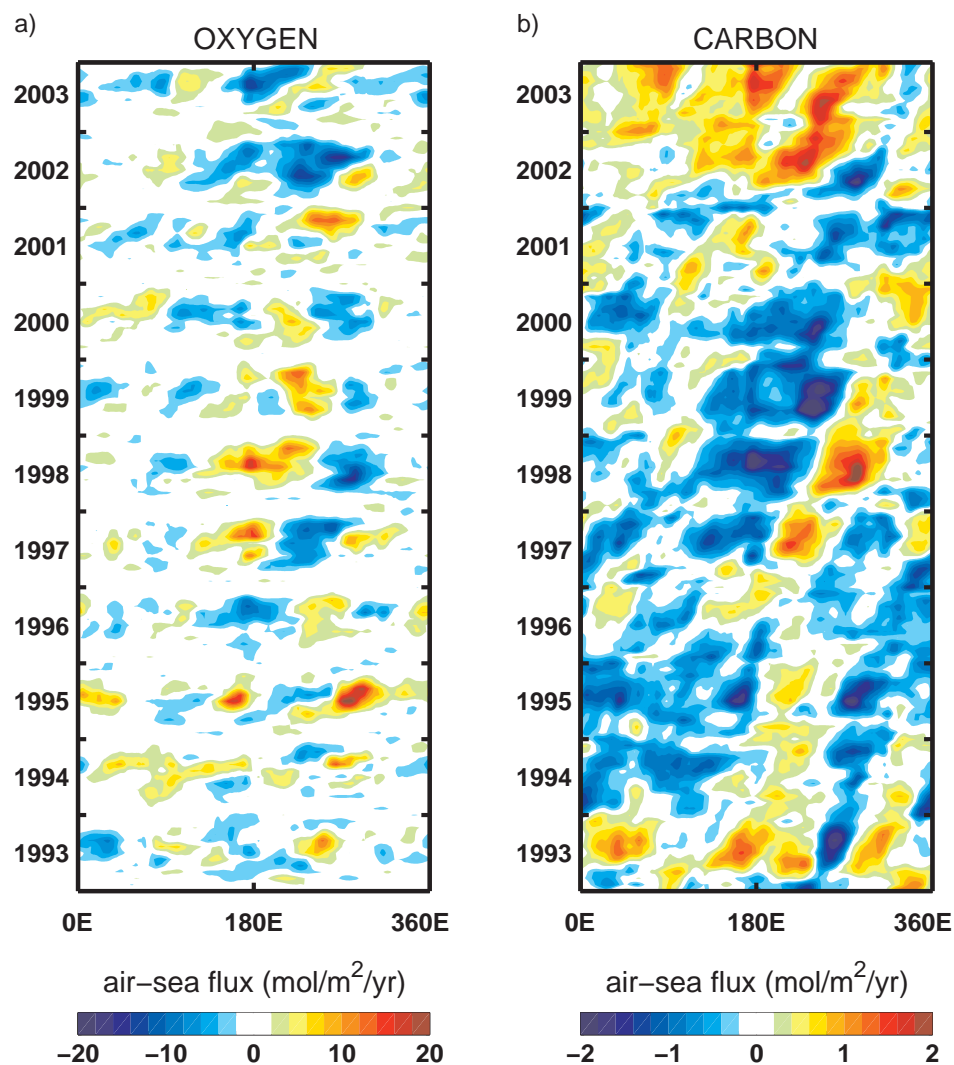 a)
OXYGEN
2003
2002
2001
2000
1999
1998
1997
1996
1995
1994
1993
0E 180E 360E
air–sea flux (mol/m²/yr)
–20 –10 0 10 20
b)
CARBON
2003
2002
2001
2000
1999
1998
1997
1996
1995
1994
1993
0E 180E 360E
air–sea flux (mol/m²/yr)
–2 –1 0 1 2